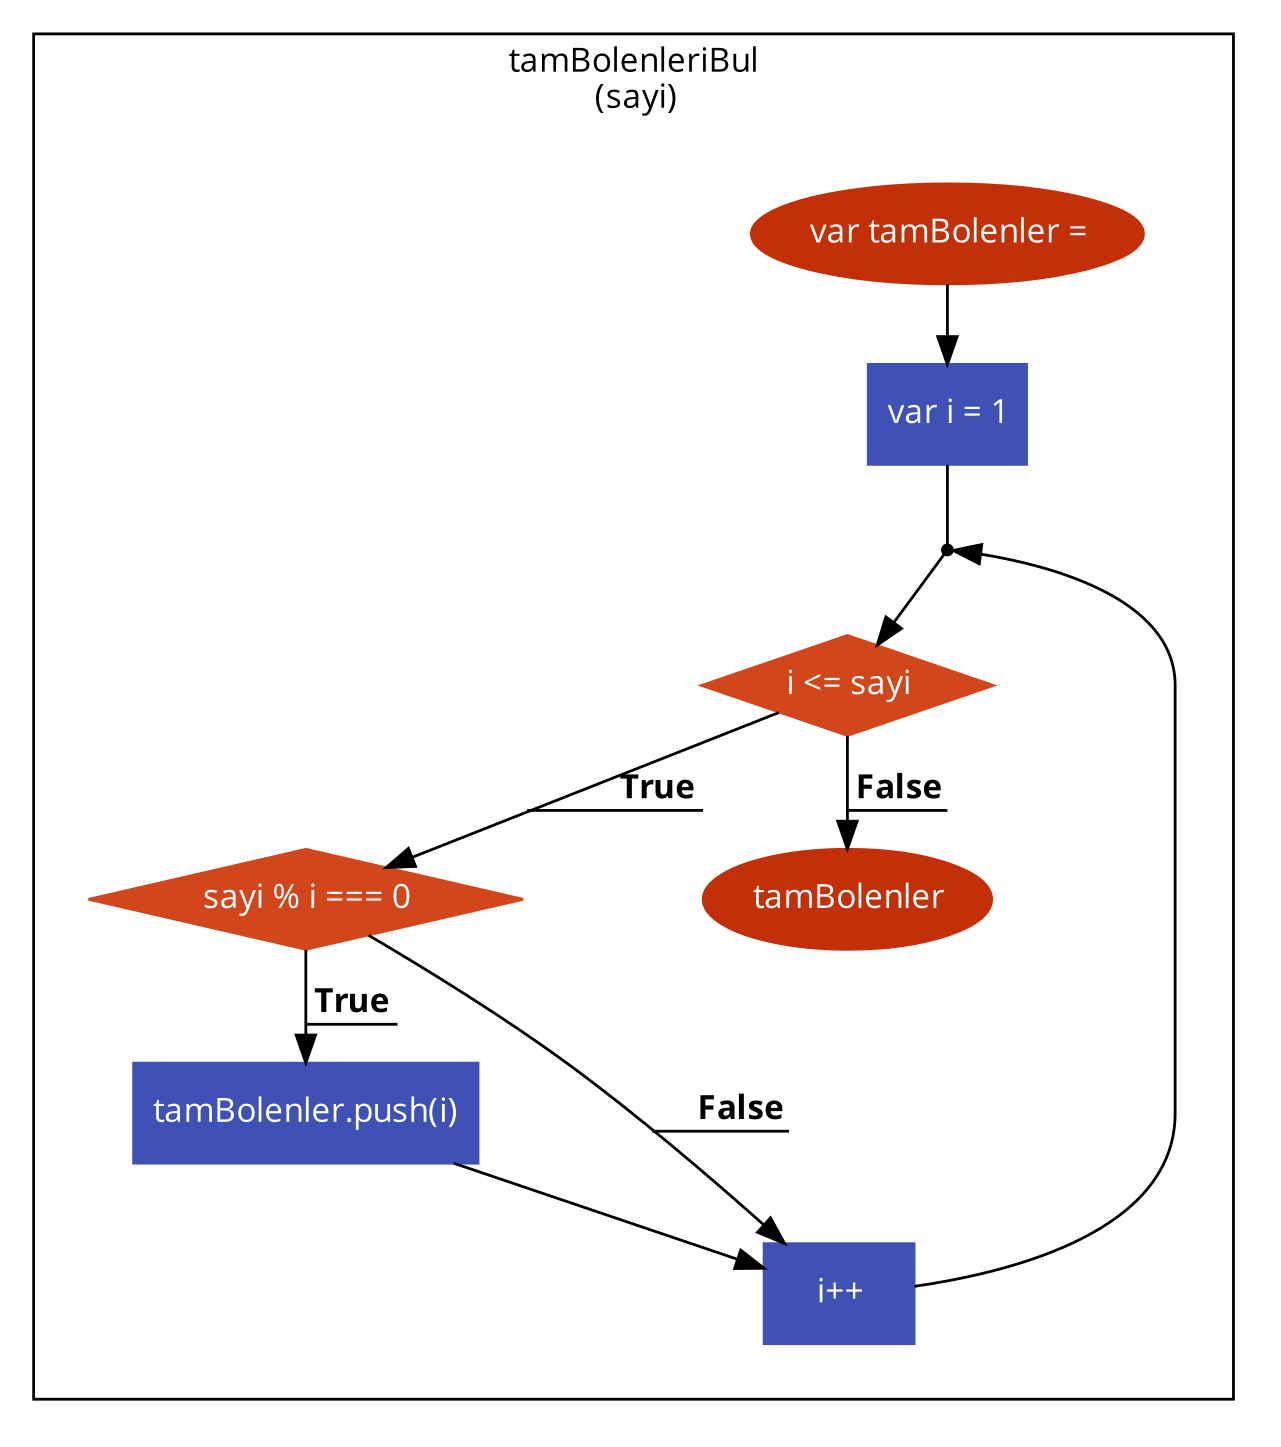 tamBolenleriBul
(sayi)
var tamBolenler =
var i = 1
i <= sayi
True
False
sayi % i === 0
tamBolenler
True
tamBolenler.push(i)
False
i++